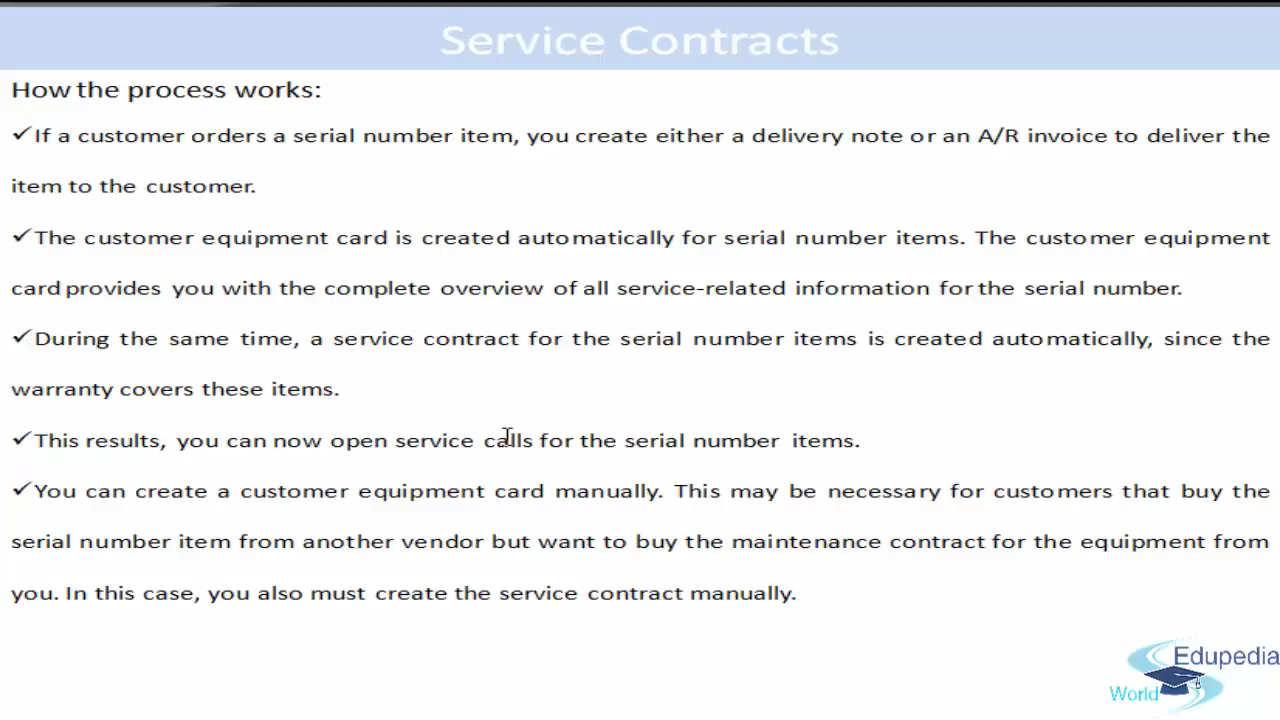 Service Contracts
How the process works:
✓If a customer orders a serial number item, you create either a delivery note or an A/R invoice to deliver the
item to the customer.
✓The customer equipment card is created automatically for serial number items. The customer equipment
card provides you with the complete overview of all service-related information for the serial number.
✓During the same time, a service contract for the serial number items is created automatically, since the
warranty covers these items.
✓This results, you can now open service calls for the serial number items.
✓You can create a customer equipment card manually. This may be necessary for customers that buy the
serial number item from another vendor but want to buy the maintenance contract for the equipment from
you. In this case, you also must create the service contract manually.
Edupedia
World